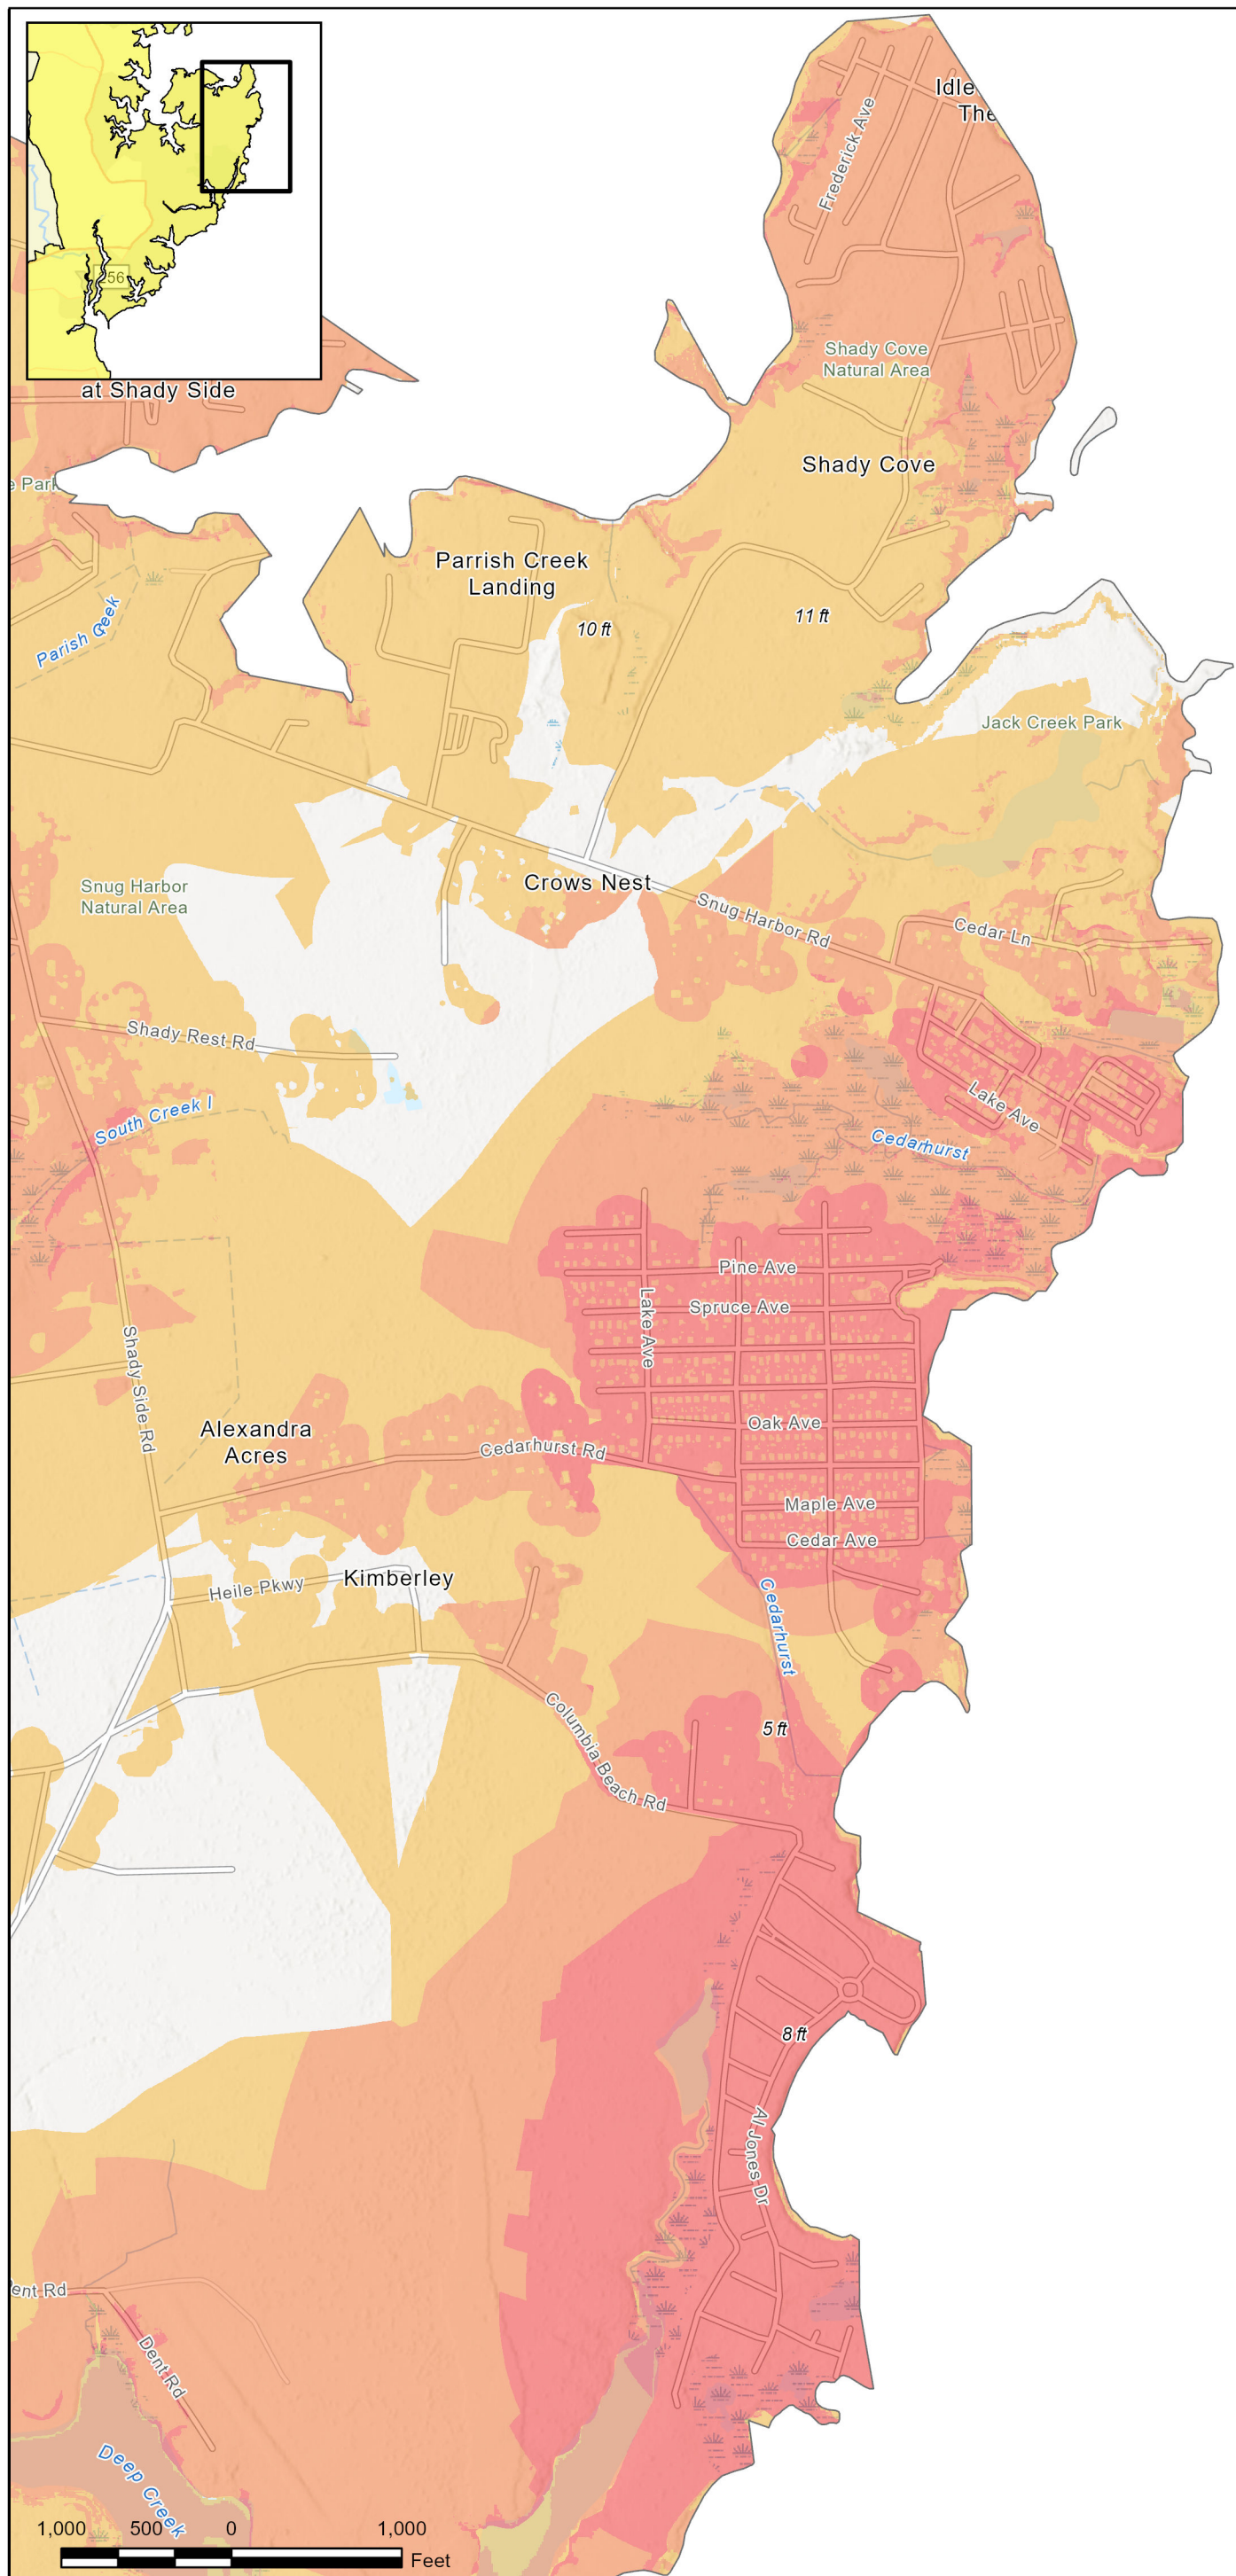 Idle
The
Frederick Ave
256
at Shady Side
Shady Cove
Natural Area
Shady Cove
e Park
Parrish Creek
Landing
10 ft
11 ft
Parish Creek
Jack Creek Park
Snug Harbor
Natural Area
Crows Nest
Snug Harbor Rd
Cedar Ln
Shady Rest Rd
South Creek I
Lake Ave
Cedarhurst
Pine Ave
Spruce Ave
Lake Ave
Shady Side Rd
Alexandra
Acres
Oak Ave
Cedarhurst Rd
Maple Ave
Cedar Ave
Kimberley
Heile Pkwy
Cedarhurst
Columbia Beach Rd
5 ft
8 ft
Al Jones Dr
ent Rd
Dent Rd
Deep Creek
1,000 500 0 1,000
Feet